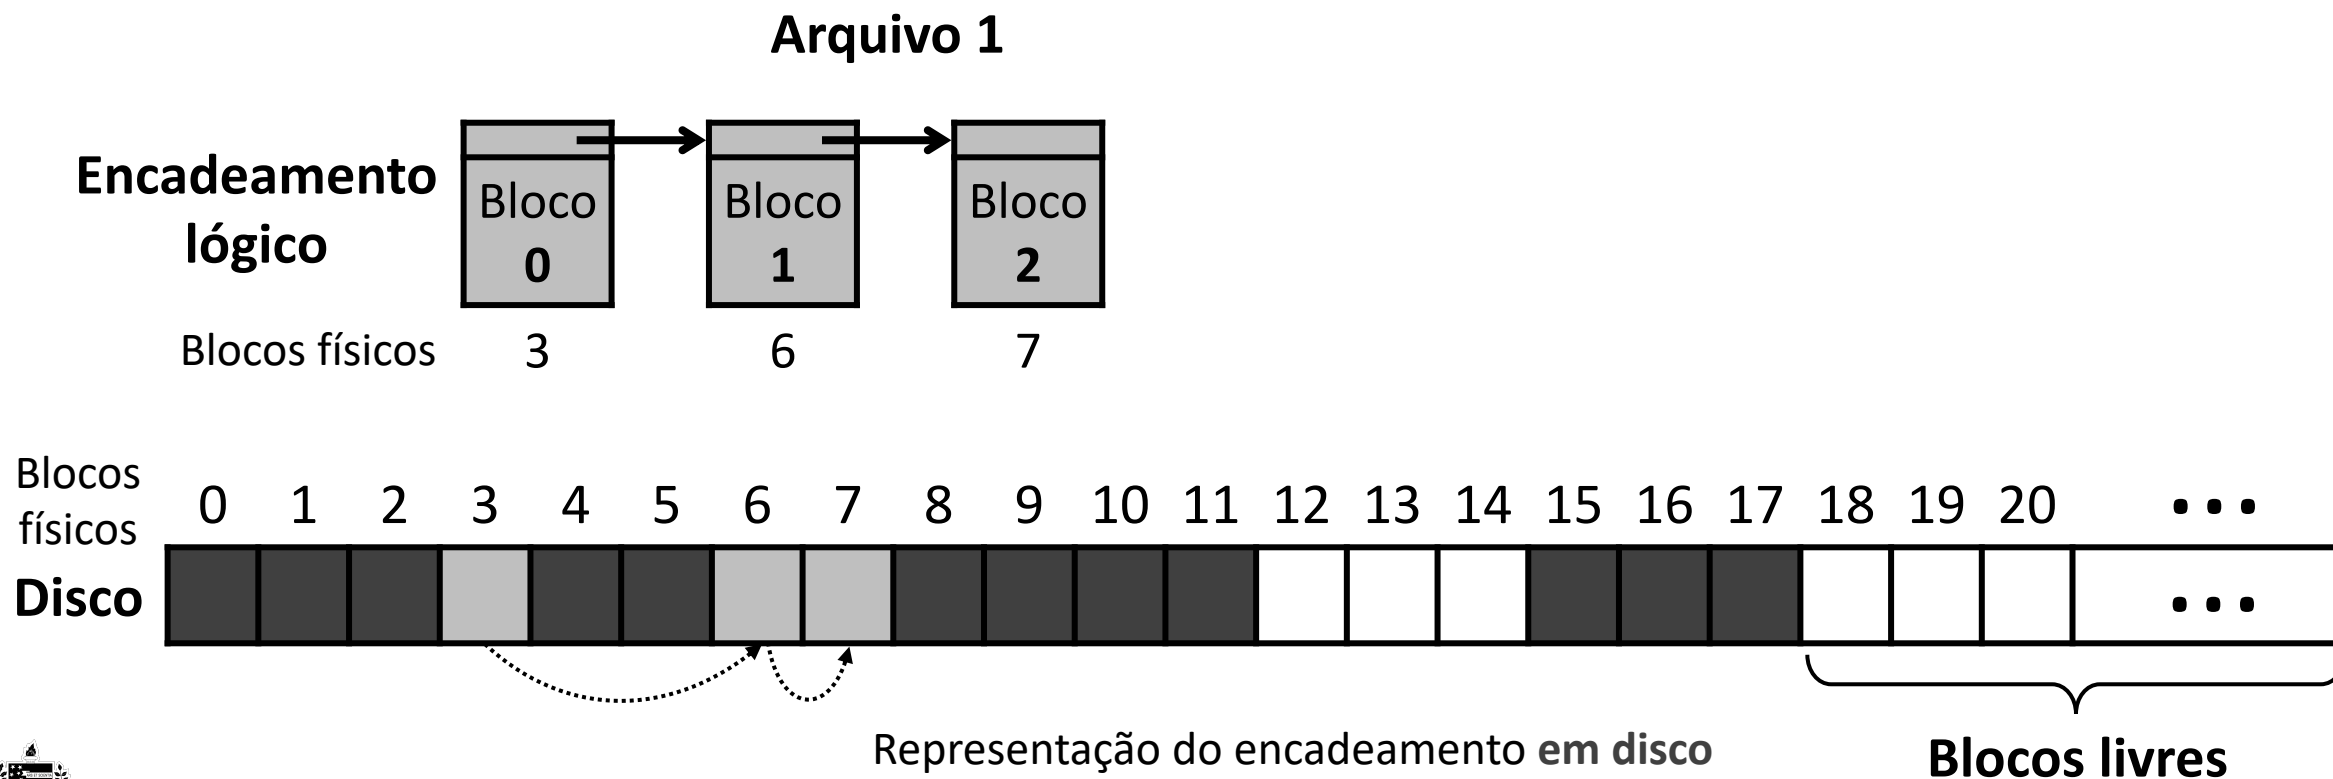 Arquivo 1
Encadeamento
lógico
Bloco
0
Bloco
1
Bloco
2
Blocos físicos 3 6 7
Blocos
físicos
0 1 2 3 4 5 6 7 8 9 10 11 12 13 14 15 16 17 18 19 20 ...
Disco ...
Representação do encadeamento em disco
Blocos livres